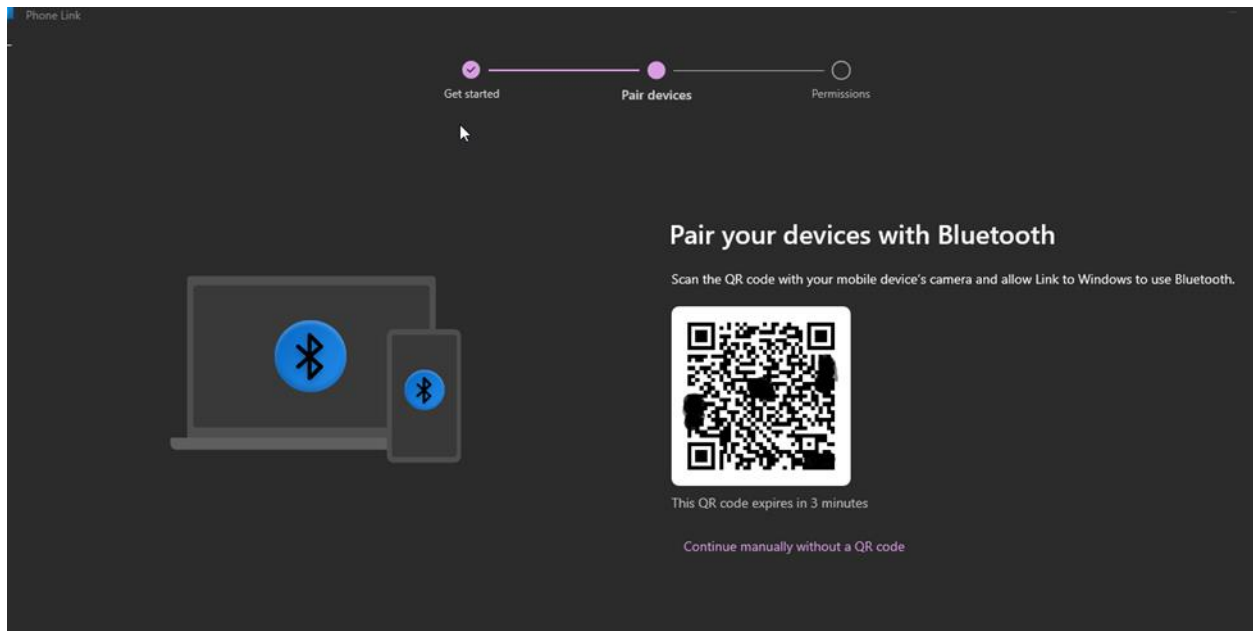 Phone Link
Get started
Pair devices
Permissions
Pair your devices with Bluetooth
Scan the QR code with your mobile device's camera and allow Link to Windows to use Bluetooth.
This QR code expires in 3 minutes
Continue manually without a QR code